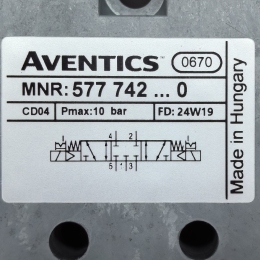 AVENTICS™ 0670
MNR: 577 742 ... 0
CD04 Pmax: 10 bar FD: 24W19
4 2
5 1 3
Made in Hungary